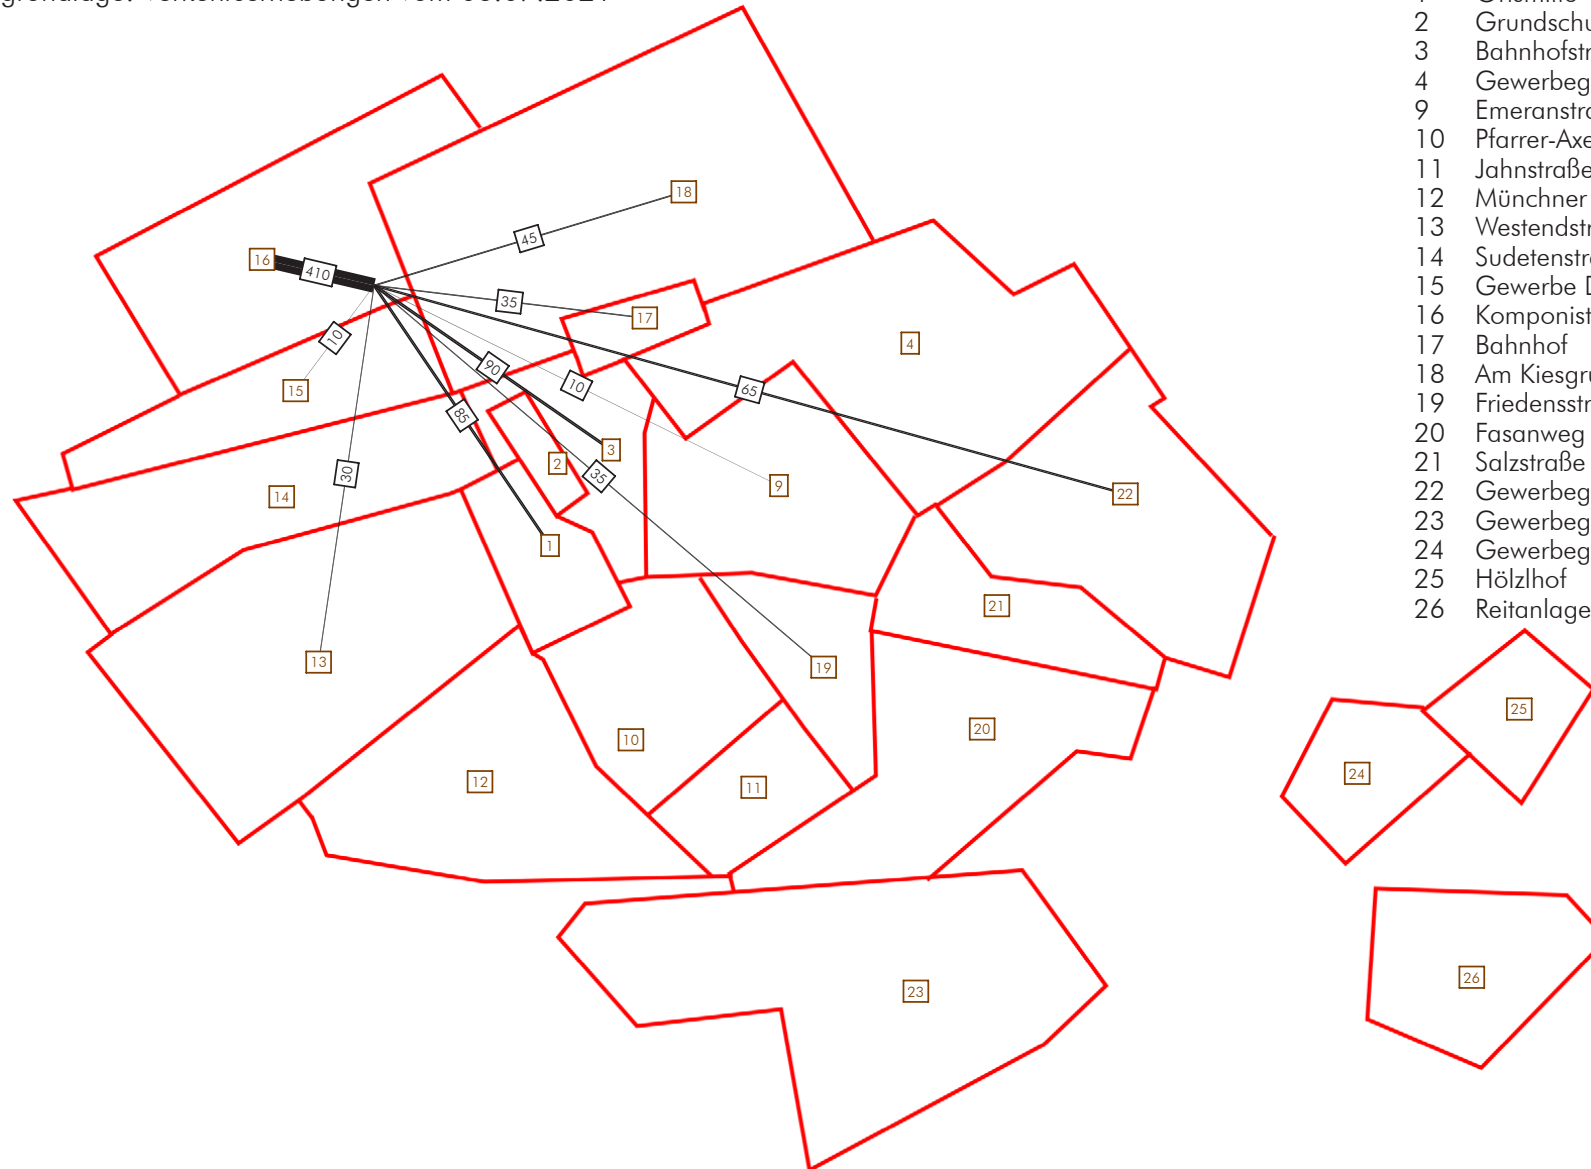 2 Grundschu
3 Bahnhofstr
4 Gewerbeg
9 Emeranstra
10 Pfarrer-Axe
11 Jahnstraße
12 Münchner
13 Westendstr
14 Sudetenstra
15 Gewerbe
16 Komponist
17 Bahnhof
18 Am Kiesgru
19 Friedensstr
20 Fasanweg
21 Salzstraße
22 Gewerbeg
23 Gewerbeg
24 Gewerbeg
25 Hölzlhof
26 Reitanlage
18
45
16
410
35
17
10
4
15
90
10
65
85
3
2
35
14
30
9
22
1
21
13
19
25
20
10
12
11
24
26
23